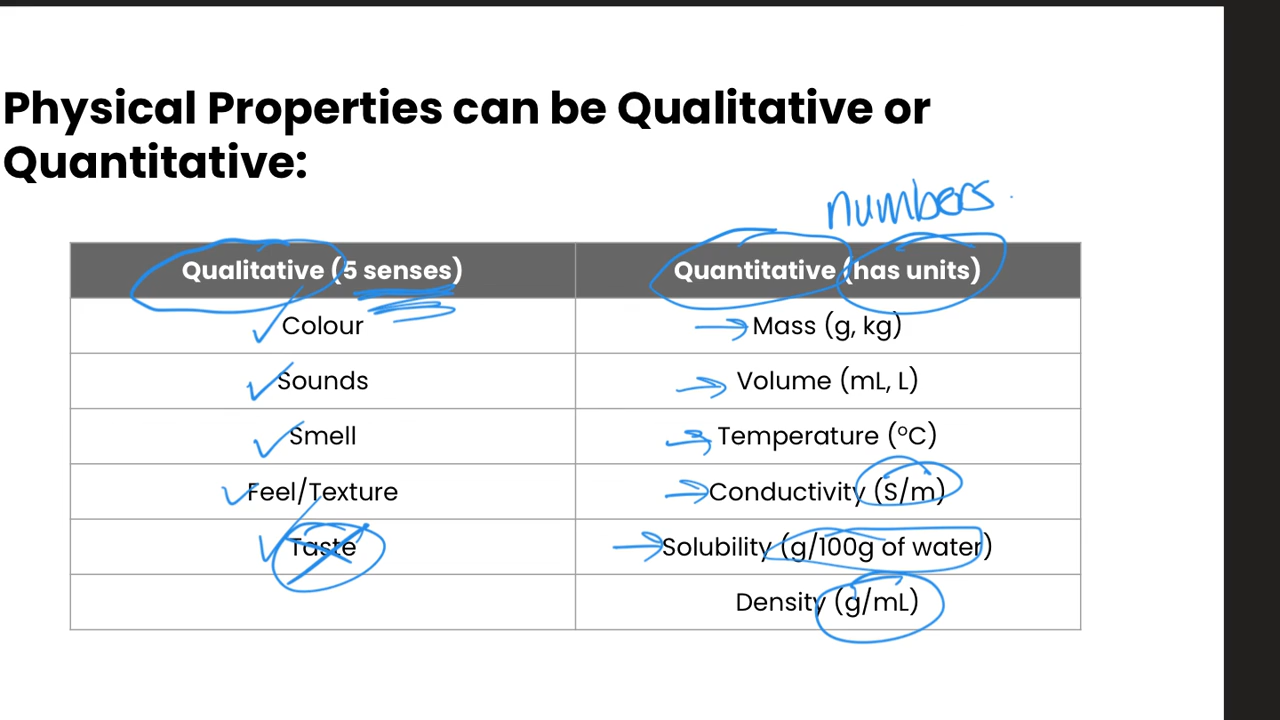 Physical Properties can be Qualitative or
Quantitative:
numbers
Qualitative (5 senses)
Quantitative (has units)
Colour
Mass (g, kg)
Sounds
Volume (mL, L)
Smell
Temperature (°C)
Feel/Texture
Conductivity (S/m)
Taste
Solubility (g/100g of water)
Density (g/mL)